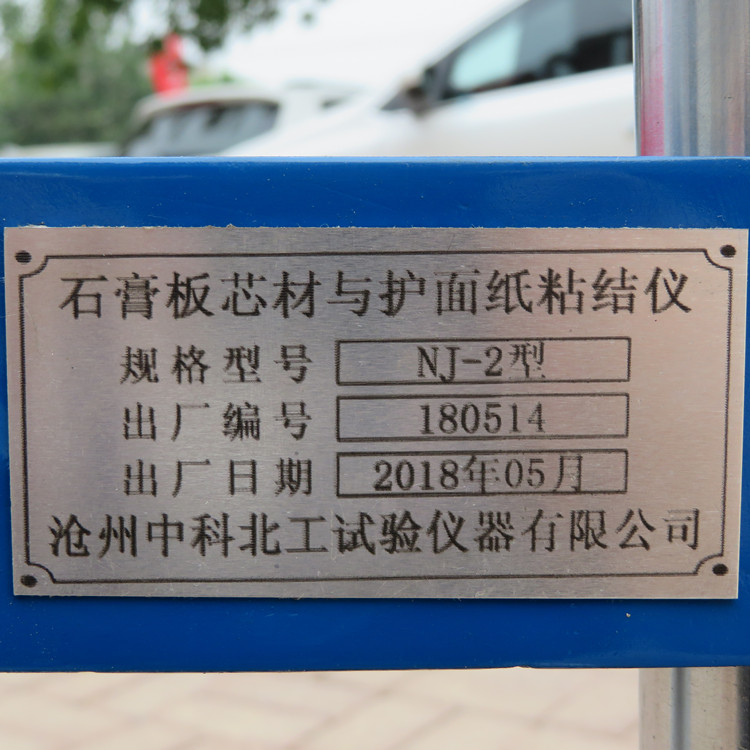 石膏板芯材与护面纸粘结仪
规格型号 NJ-2型
出厂编号 180514
出厂日期 2018年05月
沧州中科北工试验仪器有限公司